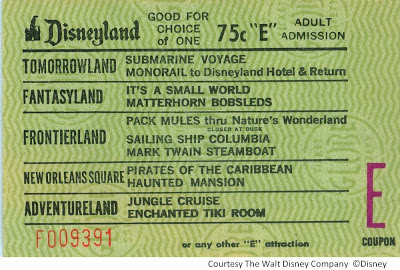 Disneyland
GOOD FOR CHOICE of ONE
75c "E"
ADULT ADMISSION
TOMORROWLAND
SUBMARINE VOYAGE
MONORAIL to Disneyland Hotel & Return
FANTASYLAND
IT'S A SMALL WORLD
MATTERHORN BOBSLEDS
FRONTIERLAND
PACK MULES thru Nature's Wonderland
CLOSED AT DUSK
SAILING SHIP COLUMBIA
MARK TWAIN STEAMBOAT
NEW ORLEANS SQUARE
PIRATES OF THE CARIBBEAN
HAUNTED MANSION
ADVENTURELAND
JUNGLE CRUISE
ENCHANTED TIKI ROOM
F009391
or any other "E" attraction
E
COUPON
Courtesy The Walt Disney Company ©Disney